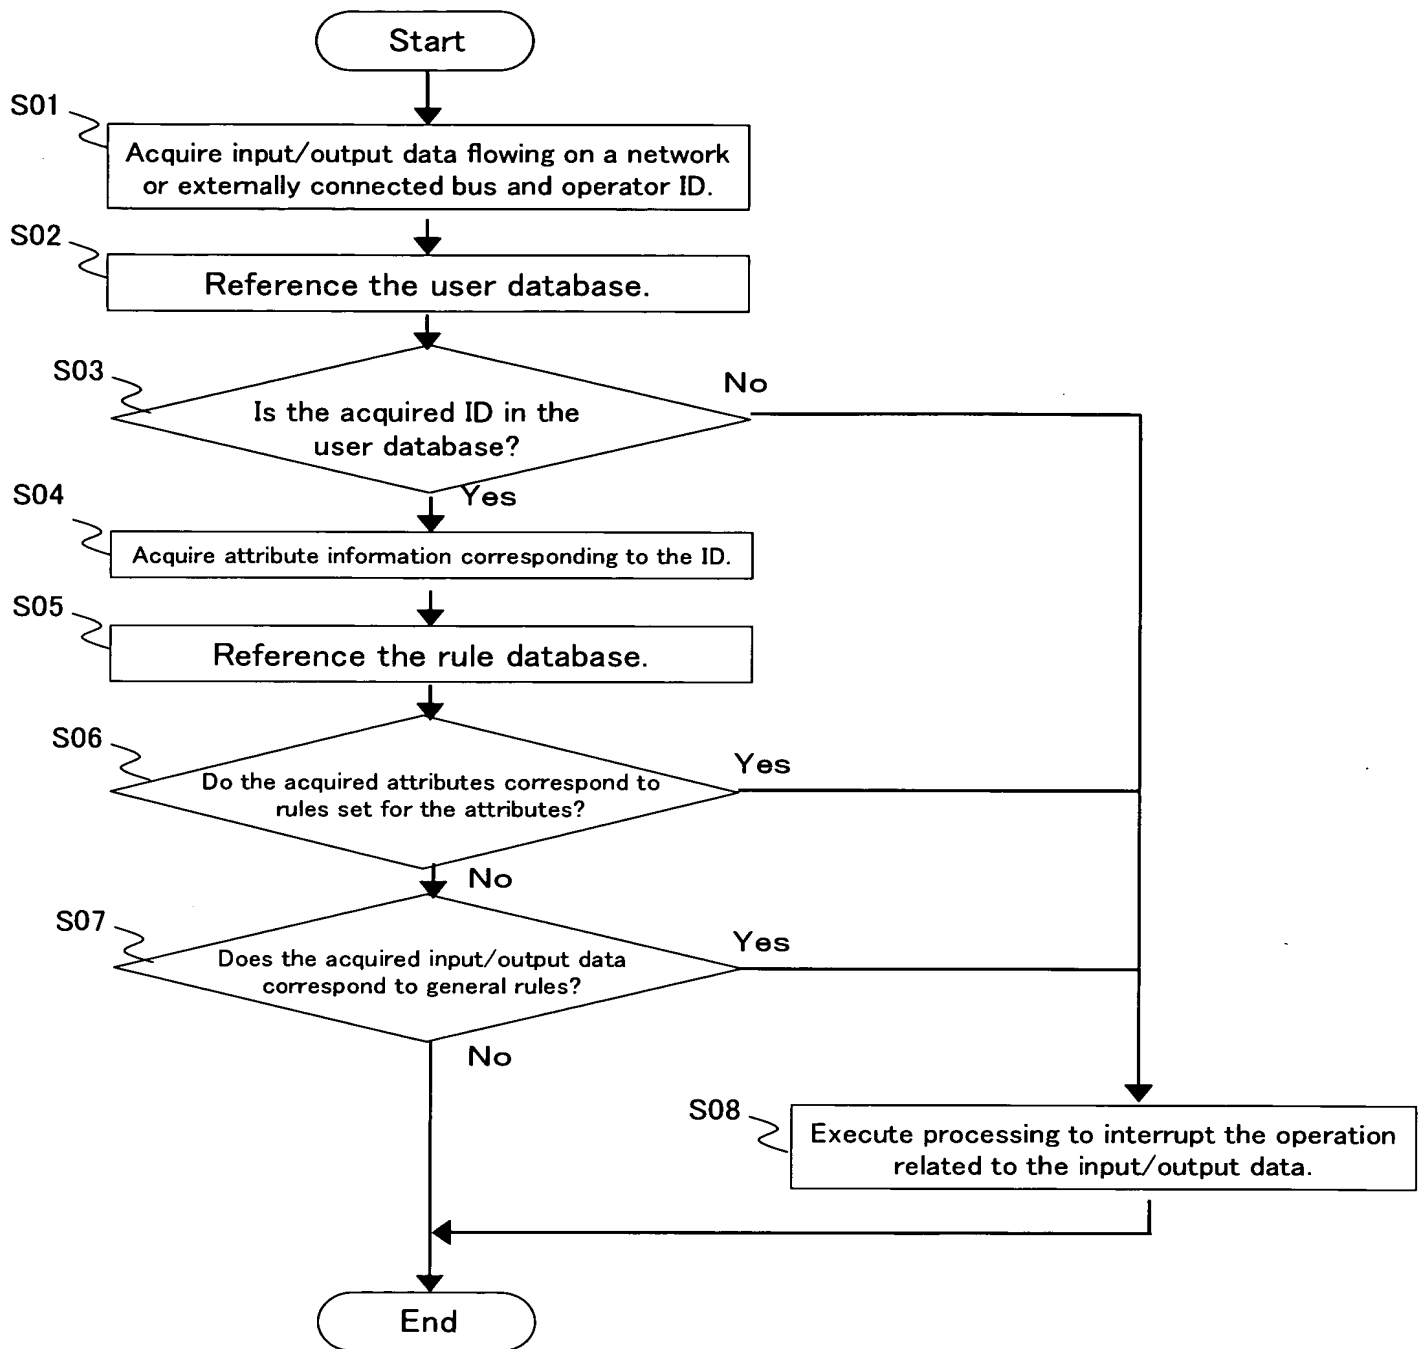 Start
S01
Acquire input/output data flowing on a network
or externally connected bus and operator ID.
S02
Reference the user database.
S03
No
Is the acquired ID in the
user database?
Yes
S04
Acquire attribute information corresponding to the ID.
S05
Reference the rule database.
S06
Yes
Do the acquired attributes correspond to
rules set for the attributes?
No
S07
Yes
Does the acquired input/output data
correspond to general rules?
No
S08
Execute processing to interrupt the operation
related to the input/output data.
End